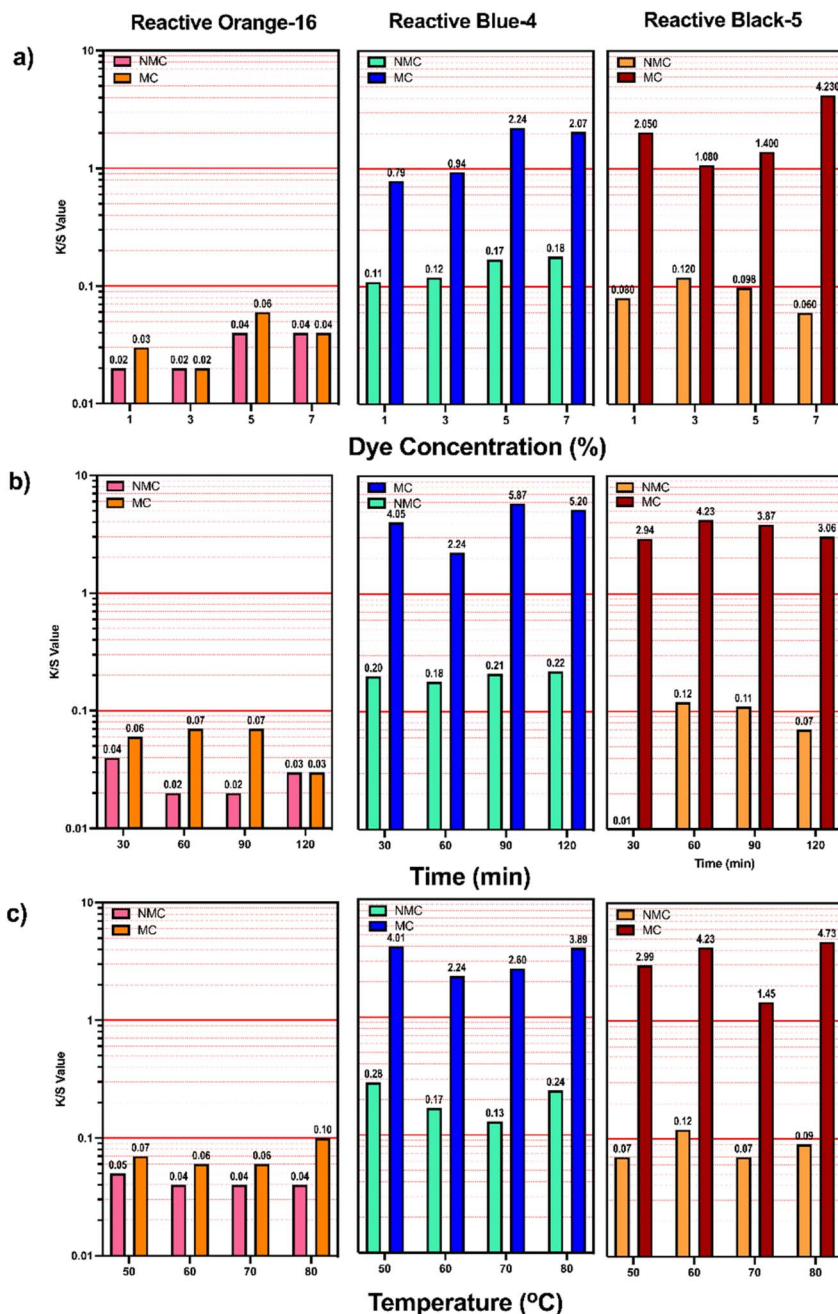 Reactive Orange-16
Reactive Blue-4
Reactive Black-5
a)
K/S Value
10
1
0.1
0.01
NMC
MC
0.02 0.03 0.02 0.02 0.04 0.06 0.04 0.04
1 3 5 7
NMC
MC
0.11 0.79 0.12 0.94 0.17 2.24 0.18 2.07
1 3 5 7
NMC
MC
0.080 2.050 0.120 1.080 0.098 1.400 0.060 4.230
1 3 5 7
Dye Concentration (%)
b)
K/S Value
10
1
0.1
0.01
NMC
MC
0.04 0.06 0.02 0.07 0.02 0.07 0.03 0.03
30 60 90 120
MC
NMC
0.20 4.05 0.18 2.24 0.21 5.87 0.22 5.20
30 60 90 120
NMC
MC
0.01 2.94 0.12 4.23 0.11 3.87 0.07 3.06
30 60 90 120
Time (min)
Time (min)
c)
K/S Value
10
1
0.1
0.01
NMC
MC
0.05 0.07 0.04 0.06 0.04 0.06 0.04 0.10
50 60 70 80
NMC
MC
0.28 4.01 0.17 2.24 0.13 2.60 0.24 3.89
50 60 70 80
NMC
MC
0.07 2.99 0.12 4.23 0.07 1.45 0.09 4.73
50 60 70 80
Temperature (⁰C)